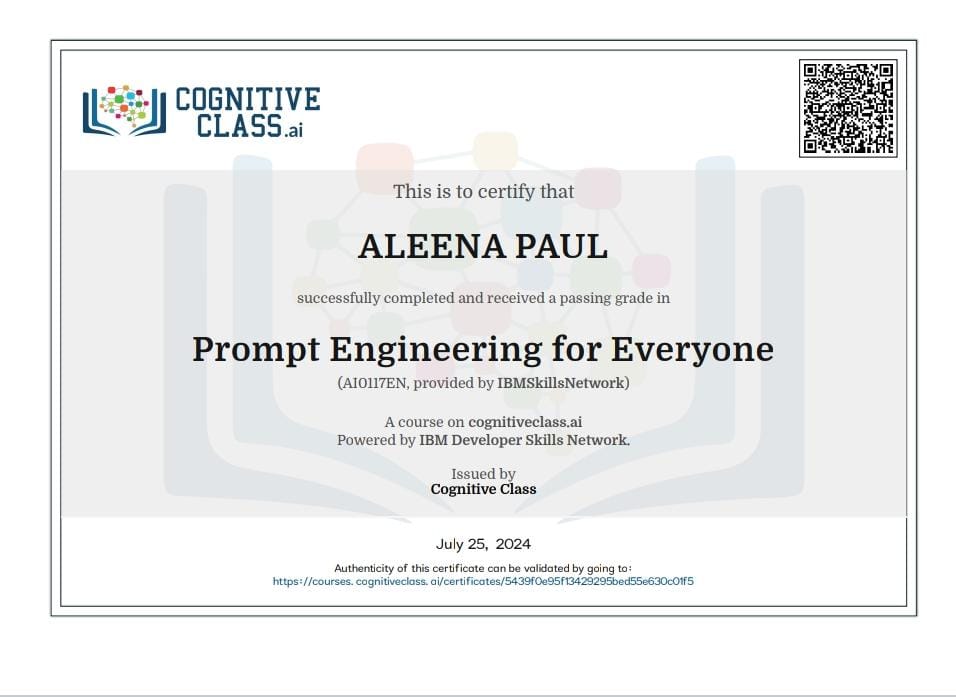 COGNITIVE
CLASS.ai
This is to certify that
ALEENA PAUL
successfully completed and received a passing grade in
Prompt Engineering for Everyone
(AI0117EN, provided by IBMSkillsNetwork)
A course on cognitiveclass.ai
Powered by IBM Developer Skills Network.
Issued by
Cognitive Class
July 25, 2024
Authenticity of this certificate can be validated by going to:
https://courses. cognitiveclass. ai/certificates/5439f0e95f13429295bed55e630c01f5